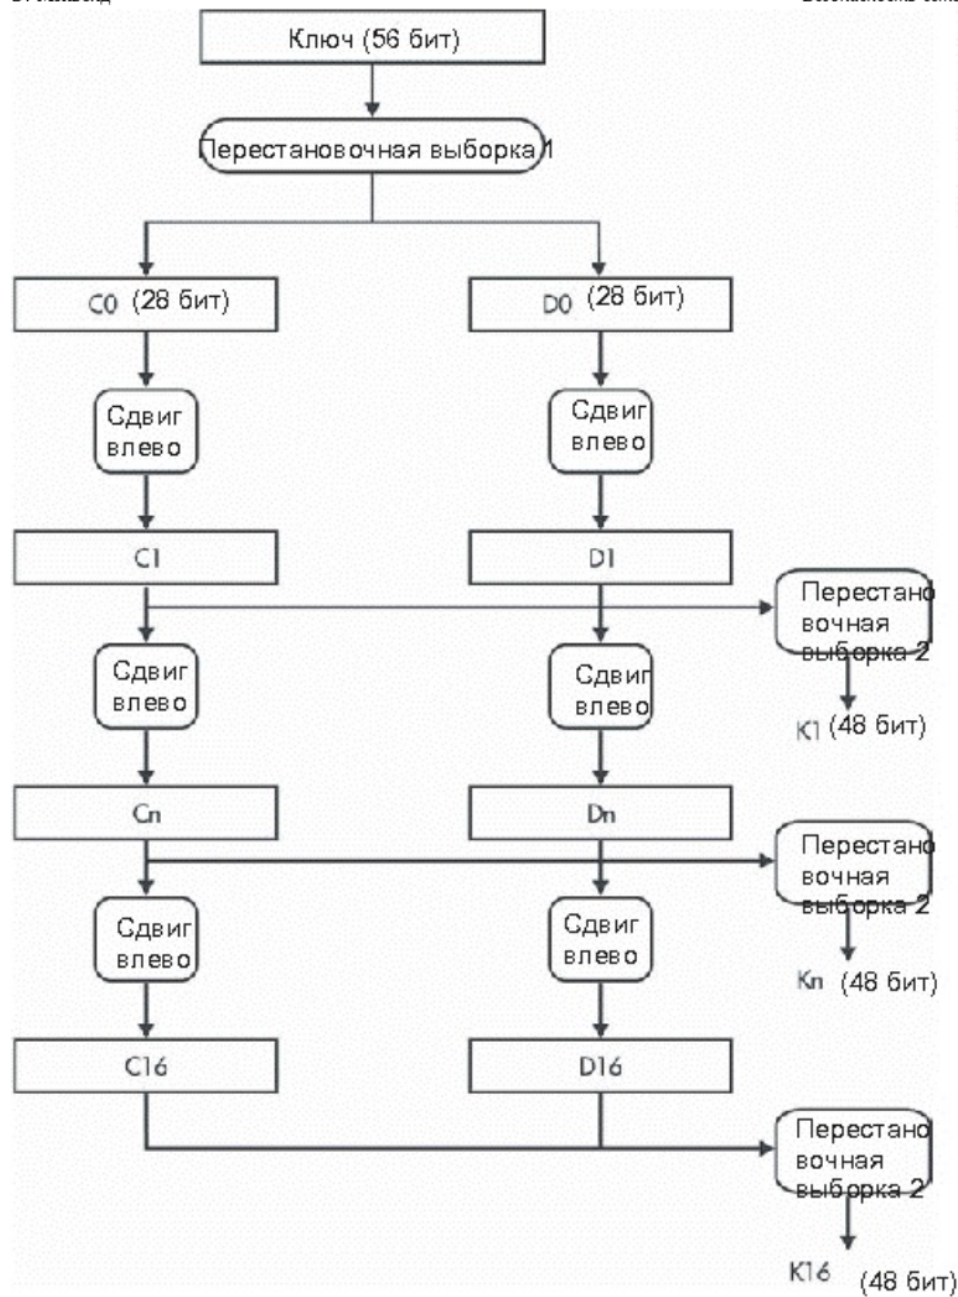 Ключ (56 бит)
Перестановочная выборка 1
C0 (28 бит)
D0 (28 бит)
Сдвиг
влево
Сдвиг
влево
C1
D1
Перестано
вочная
выборка 2
Сдвиг
влево
Сдвиг
влево
K1 (48 бит)
Cn
Dn
Перестано
вочная
выборка 2
Сдвиг
влево
Сдвиг
влево
Kn (48 бит)
C16
D16
Перестано
вочная
выборка 2
K16 (48 бит)